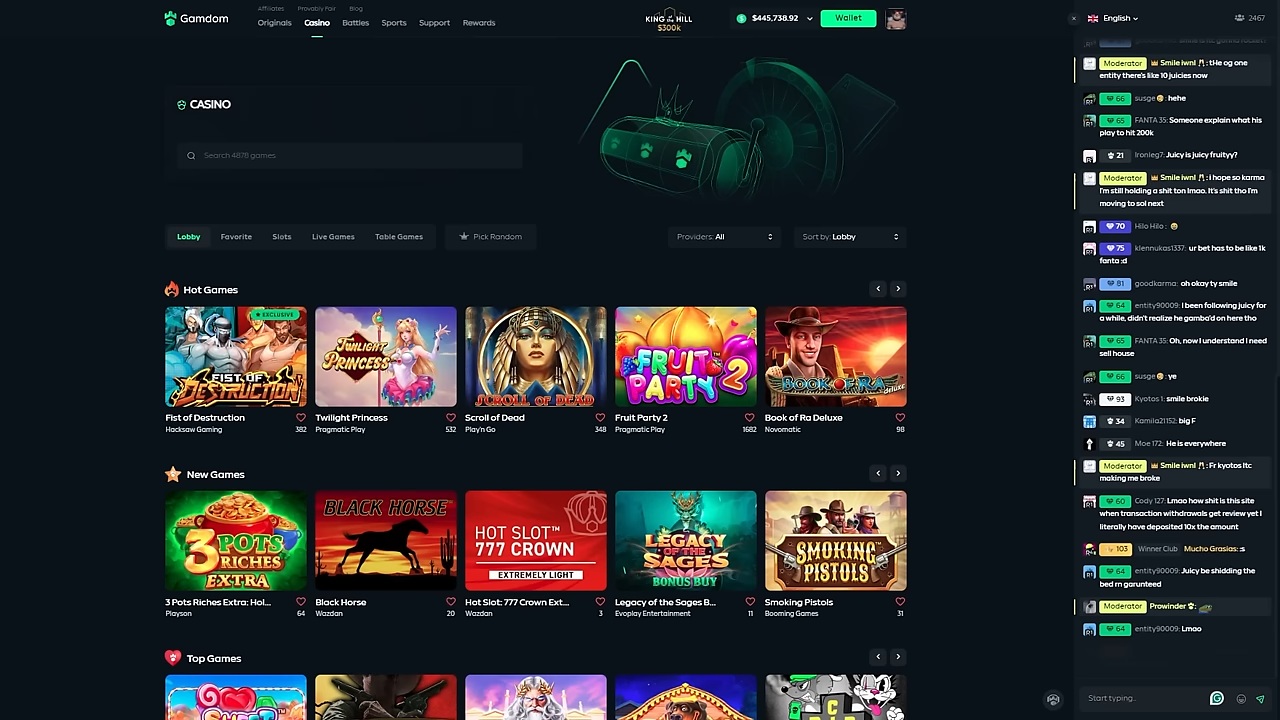 Gamdom
Affiliates
Provably Fair
Blog
Originals
Casino
Battles
Sports
Support
Rewards
KING OF THE HILL
$300k
$445,738.92
Wallet
English
2467
CASINO
Search 4878 games
Lobby
Favorite
Slots
Live Games
Table Games
Pick Random
Providers: All
Sort by: Lobby
Hot Games
EXCLUSIVE
FIST OF
DESTRUCTION
TWILIGHT
PRINCESS
SCROLL OF DEAD
FRUIT
PARTY 2
BOOK OF RA
deluxe
Fist of Destruction
Hacksaw Gaming
382
Twilight Princess
Pragmatic Play
532
Scroll of Dead
Play'n Go
348
Fruit Party 2
Pragmatic Play
1682
Book of Ra Deluxe
Novomatic
98
New Games
3 POTS
RICHES
EXTRA
BLACK HORSE
HOT SLOT™
777 CROWN
EXTREMELY LIGHT
LEGACY
OF THE
SAGES
BONUS BUY
SMOKING
PISTOLS
3 Pots Riches Extra: Hol...
Playson
64
Black Horse
Wazdan
20
Hot Slot: 777 Crown Ext...
Wazdan
3
Legacy of the Sages B...
Evoplay Entertainment
11
Smoking Pistols
Booming Games
31
Top Games
Moderator Smile iwnl : tHe og one
entity there's like 10 juicies now
66 susge : hehe
65 FANTA 35: Someone explain what his
play to hit 200k
21 Ironleg7: Juicy is juicy fruityy?
Moderator Smile iwnl : i hope so karma
I'm still holding a shit ton lmao. It's shit tho I'm
moving to sol next
70 Hilo Hilo :
75 klennukas1337: ur bet has to be like 1k
fanta :d
81 goodkarma: oh okay ty smile
64 entity90009: I been following juicy for
a while, didn't realize he gamba'd on here tho
65 FANTA 35: Oh, now I understand I need
sell house
66 susge : ye
93 Kyotos 1: smile brokie
34 Kamila21152: big F
45 Moe 172: He is everywhere
Moderator Smile iwnl : Fr kyotos ltc
making me broke
60 Cody 127: Lmao how shit is this site
when transaction withdrawals get review yet I
literally have deposited 10x the amount
103 Winner Club Mucho Grasias: :s
64 entity90009: Juicy be shidding the
bed rn garunteed
Moderator Prowinder :
64 entity90009: Lmao
Start typing..